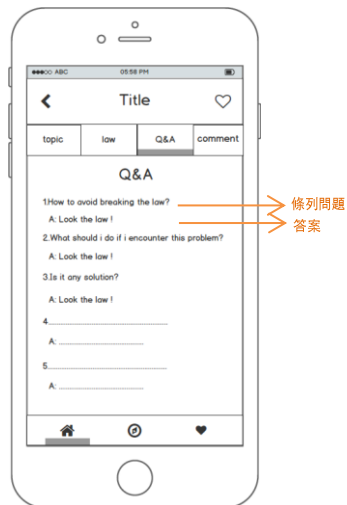 ABC 05:58 PM
Title
topic law Q&A comment
Q&A
1.How to avoid breaking the law?
條列問題
A: Look the law !
答案
2.What should i do if i encounter this problem?
A: Look the law !
3.Is it any solution?
A: Look the law !
4.
A:
5.
A: